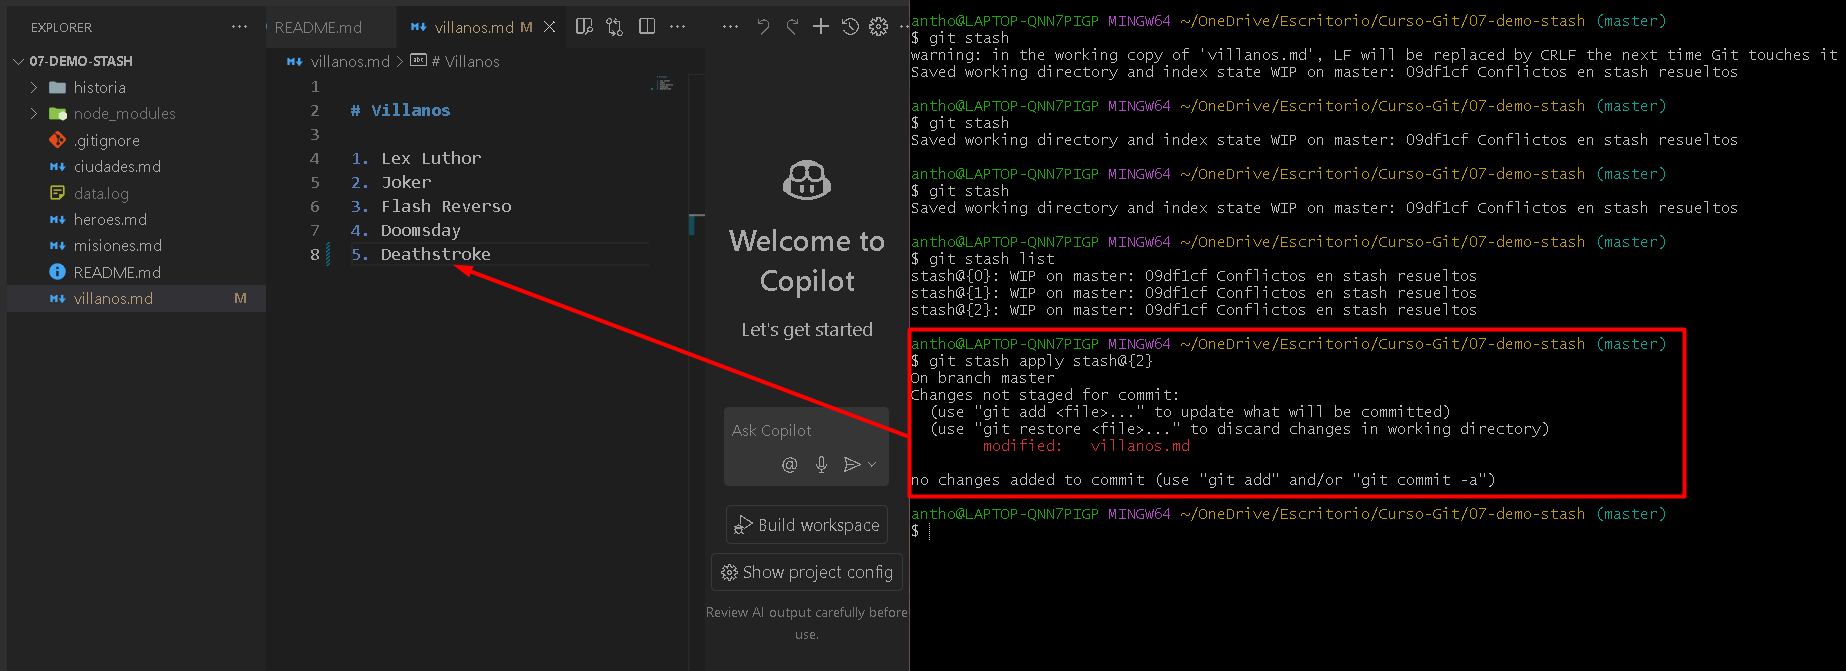 EXPLORER ...
07-DEMO-STASH
historia
node_modules
.gitignore
ciudades.md
data.log
heroes.md
misiones.md
README.md
villanos.md M
README.md
villanos.md M
villanos.md > # Villanos
1
2 # Villanos
3
4 1. Lex Luthor
5 2. Joker
6 3. Flash Reverso
7 4. Doomsday
8 5. Deathstroke
Welcome to
Copilot
Let's get started
Ask Copilot
Build workspace
Show project config
Review AI output carefully before
use.
antho@LAPTOP-QNN7PIGP MINGW64 ~/OneDrive/Escritorio/Curso-Git/07-demo-stash (master)
$ git stash
warning: in the working copy of 'villanos.md', LF will be replaced by CRLF the next time Git touches it
Saved working directory and index state WIP on master: 09df1cf Conflictos en stash resueltos
antho@LAPTOP-QNN7PIGP MINGW64 ~/OneDrive/Escritorio/Curso-Git/07-demo-stash (master)
$ git stash
Saved working directory and index state WIP on master: 09df1cf Conflictos en stash resueltos
antho@LAPTOP-QNN7PIGP MINGW64 ~/OneDrive/Escritorio/Curso-Git/07-demo-stash (master)
$ git stash
Saved working directory and index state WIP on master: 09df1cf Conflictos en stash resueltos
antho@LAPTOP-QNN7PIGP MINGW64 ~/OneDrive/Escritorio/Curso-Git/07-demo-stash (master)
$ git stash list
stash@{0}: WIP on master: 09df1cf Conflictos en stash resueltos
stash@{1}: WIP on master: 09df1cf Conflictos en stash resueltos
stash@{2}: WIP on master: 09df1cf Conflictos en stash resueltos
antho@LAPTOP-QNN7PIGP MINGW64 ~/OneDrive/Escritorio/Curso-Git/07-demo-stash (master)
$ git stash apply stash@{2}
On branch master
Changes not staged for commit:
(use "git add <file>..." to update what will be committed)
(use "git restore <file>..." to discard changes in working directory)
modified: villanos.md
no changes added to commit (use "git add" and/or "git commit -a")
antho@LAPTOP-QNN7PIGP MINGW64 ~/OneDrive/Escritorio/Curso-Git/07-demo-stash (master)
$